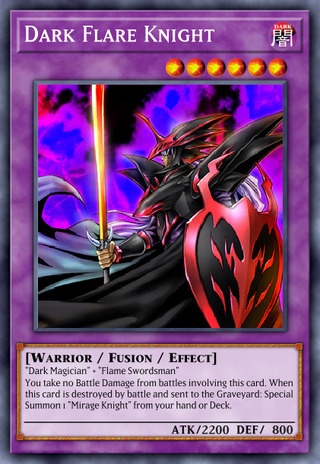 Dark Flare Knight
DARK
闇
[Warrior / Fusion / Effect]
"Dark Magician" + "Flame Swordsman"
You take no Battle Damage from battles involving this card. When
this card is destroyed by battle and sent to the Graveyard: Special
Summon 1 "Mirage Knight" from your hand or Deck.
ATK/2200 DEF/ 800